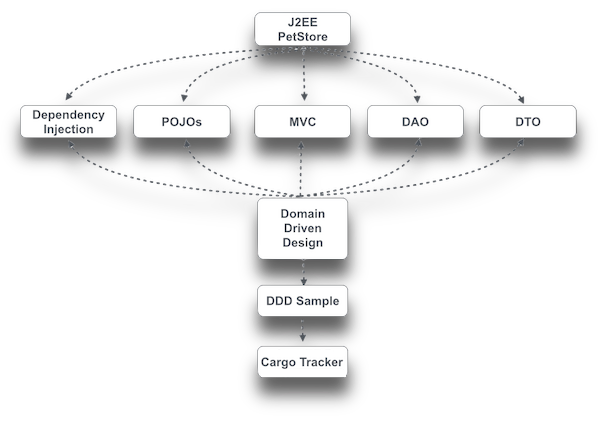 J2EE
PetStore
Dependency
Injection
POJOs
MVC
DAO
DTO
Domain
Driven
Design
DDD Sample
Cargo Tracker